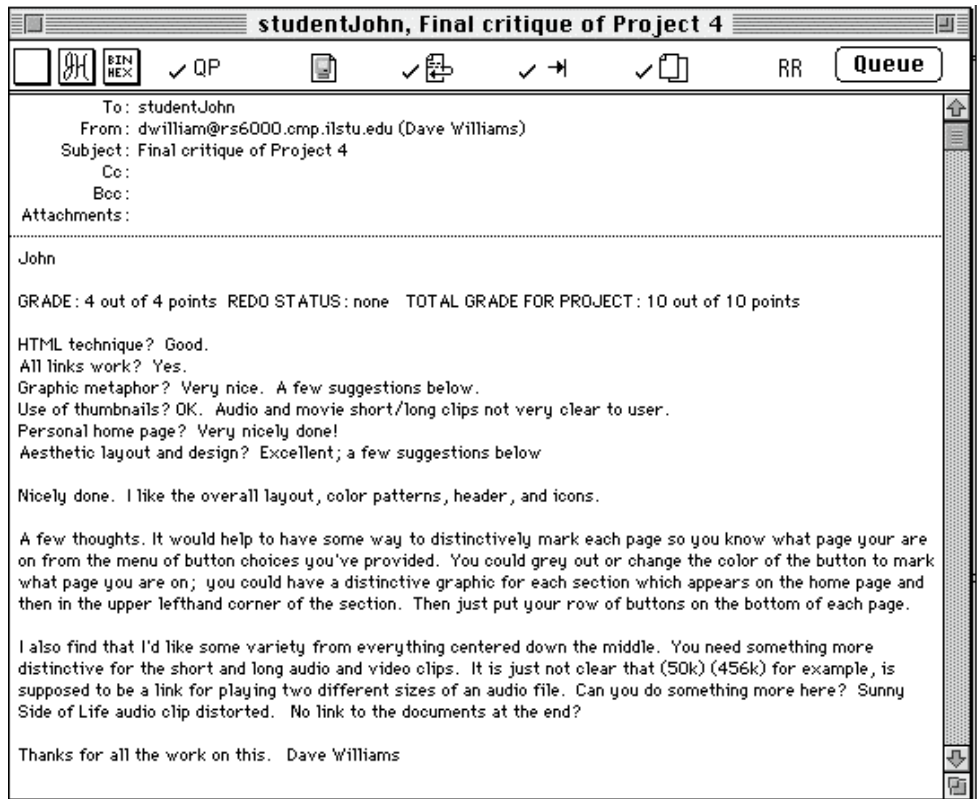 studentJohn, Final critique of Project 4
BIN HEX QP RR Queue
To: studentJohn
From: dwilliam@rs6000.cmp.ilstu.edu (Dave Williams)
Subject: Final critique of Project 4
Cc:
Bcc:
Attachments:
John
GRADE: 4 out of 4 points REDO STATUS: none TOTAL GRADE FOR PROJECT: 10 out of 10 points
HTML technique? Good.
All links work? Yes.
Graphic metaphor? Very nice. A few suggestions below.
Use of thumbnails? OK. Audio and movie short/long clips not very clear to user.
Personal home page? Very nicely done!
Aesthetic layout and design? Excellent; a few suggestions below
Nicely done. I like the overall layout, color patterns, header, and icons.
A few thoughts. It would help to have some way to distinctively mark each page so you know what page your are
on from the menu of button choices you've provided. You could grey out or change the color of the button to mark
what page you are on; you could have a distinctive graphic for each section which appears on the home page and
then in the upper lefthand corner of the section. Then just put your row of buttons on the bottom of each page.
I also find that I'd like some variety from everything centered down the middle. You need something more
distinctive for the short and long audio and video clips. It is just not clear that (50k) (456k) for example, is
supposed to be a link for playing two different sizes of an audio file. Can you do something more here? Sunny
Side of Life audio clip distorted. No link to the documents at the end?
Thanks for all the work on this. Dave Williams